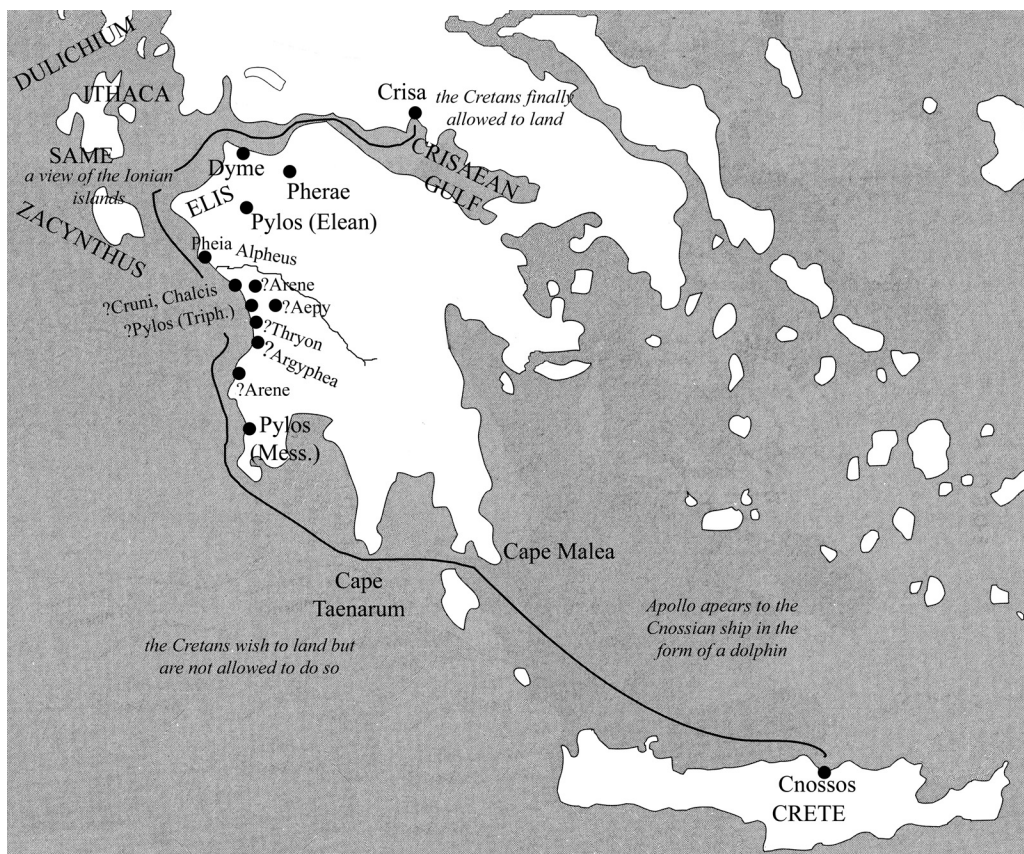 DULICHIUM
ITHACA
Crisa
the Cretans finally
allowed to land
SAME
a view of the Ionian
islands
Dyme
CRISAEAN
GULF
Pherae
ELIS
Pylos (Elean)
ZACYNTHUS
Pheia
Alpheus
?Cruni, Chalcis
?Arene
?Aepy
?Pylos (Triph.)
?Thryon
?Argyphea
?Arene
Pylos
(Mess.)
Cape Malea
Cape
Taenarum
Apollo apears to the
Cnossian ship in the
form of a dolphin
the Cretans wish to land but
are not allowed to do so
Cnossos
CRETE